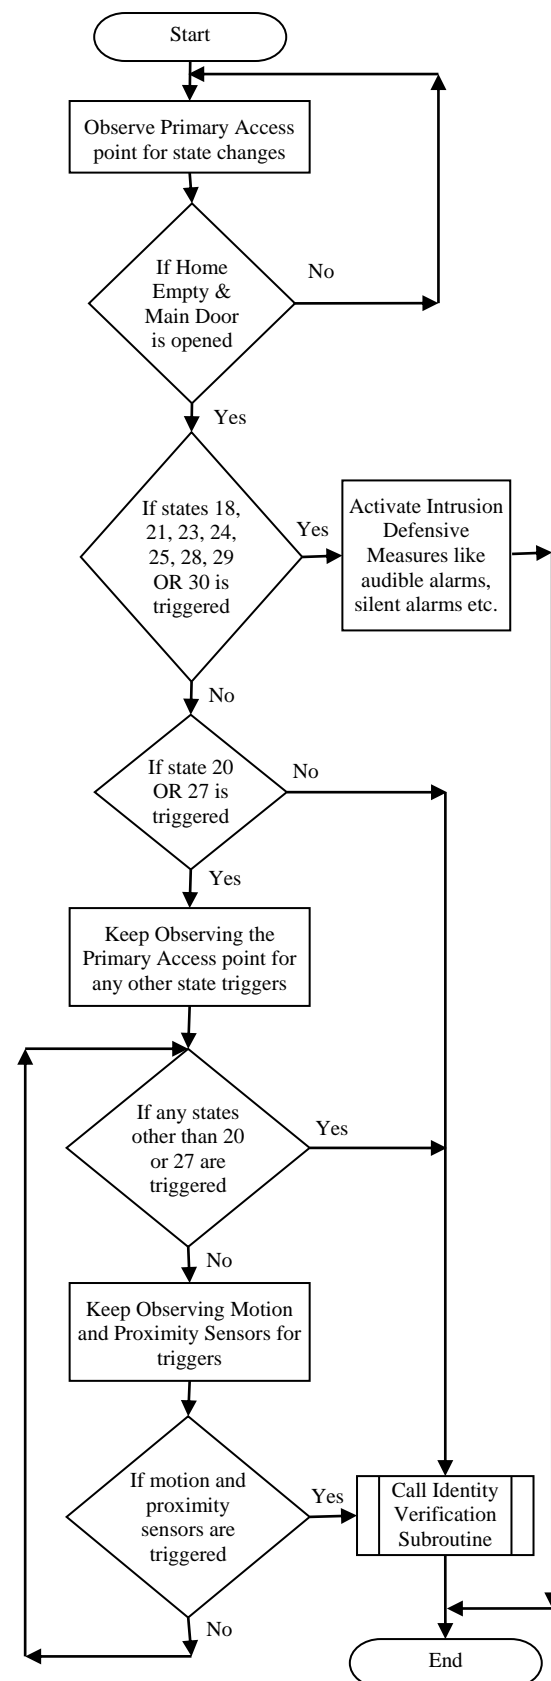 Start
Observe Primary Access
point for state changes
If Home
Empty &
Main Door
is opened
No
Yes
If states 18,
21, 23, 24,
25, 28, 29
OR 30 is
triggered
Yes
Activate Intrusion
Defensive
Measures like
audible alarms,
silent alarms etc.
No
If state 20
OR 27 is
triggered
No
Yes
Keep Observing the
Primary Access point for
any other state triggers
If any states
other than 20
or 27 are
triggered
Yes
No
Keep Observing Motion
and Proximity Sensors for
triggers
If motion and
proximity
sensors are
triggered
Yes
Call Identity
Verification
Subroutine
No
End